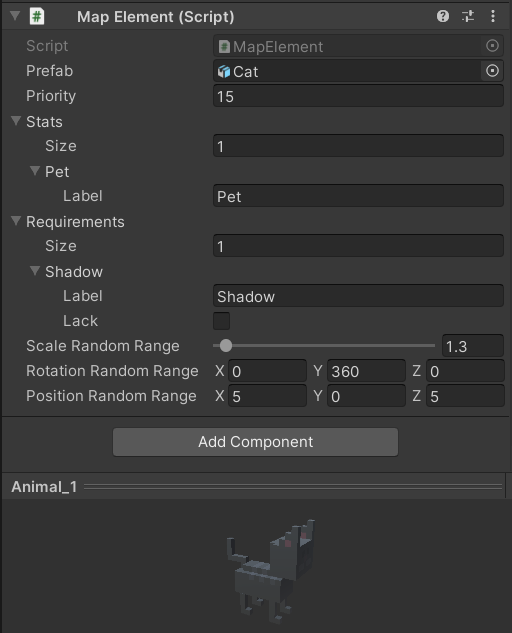 Map Element (Script)
Script MapElement
Prefab Cat
Priority 15
Stats
Size 1
Pet
Label Pet
Requirements
Size 1
Shadow
Label Shadow
Lack
Scale Random Range 1.3
Rotation Random Range X 0 Y 360 Z 0
Position Random Range X 5 Y 0 Z 5
Add Component
Animal_1